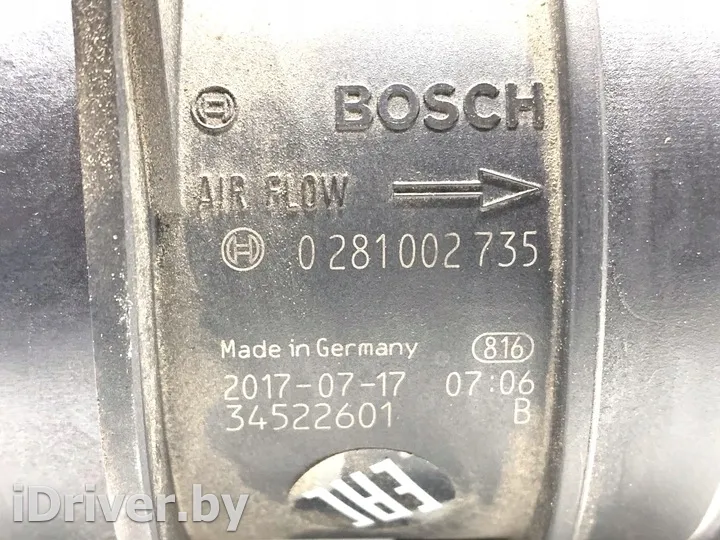 BOSCH
AIR FLOW
0 281 002 735
Made in Germany 816
2017-07-17 07:06
34522601 B
iDriver.by